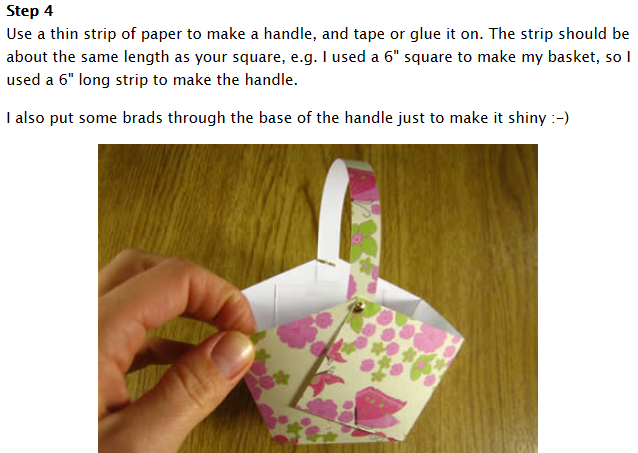 Step 4
Use a thin strip of paper to make a handle, and tape or glue it on. The strip should be
about the same length as your square, e.g. I used a 6" square to make my basket, so I
used a 6" long strip to make the handle.
I also put some brads through the base of the handle just to make it shiny :-)